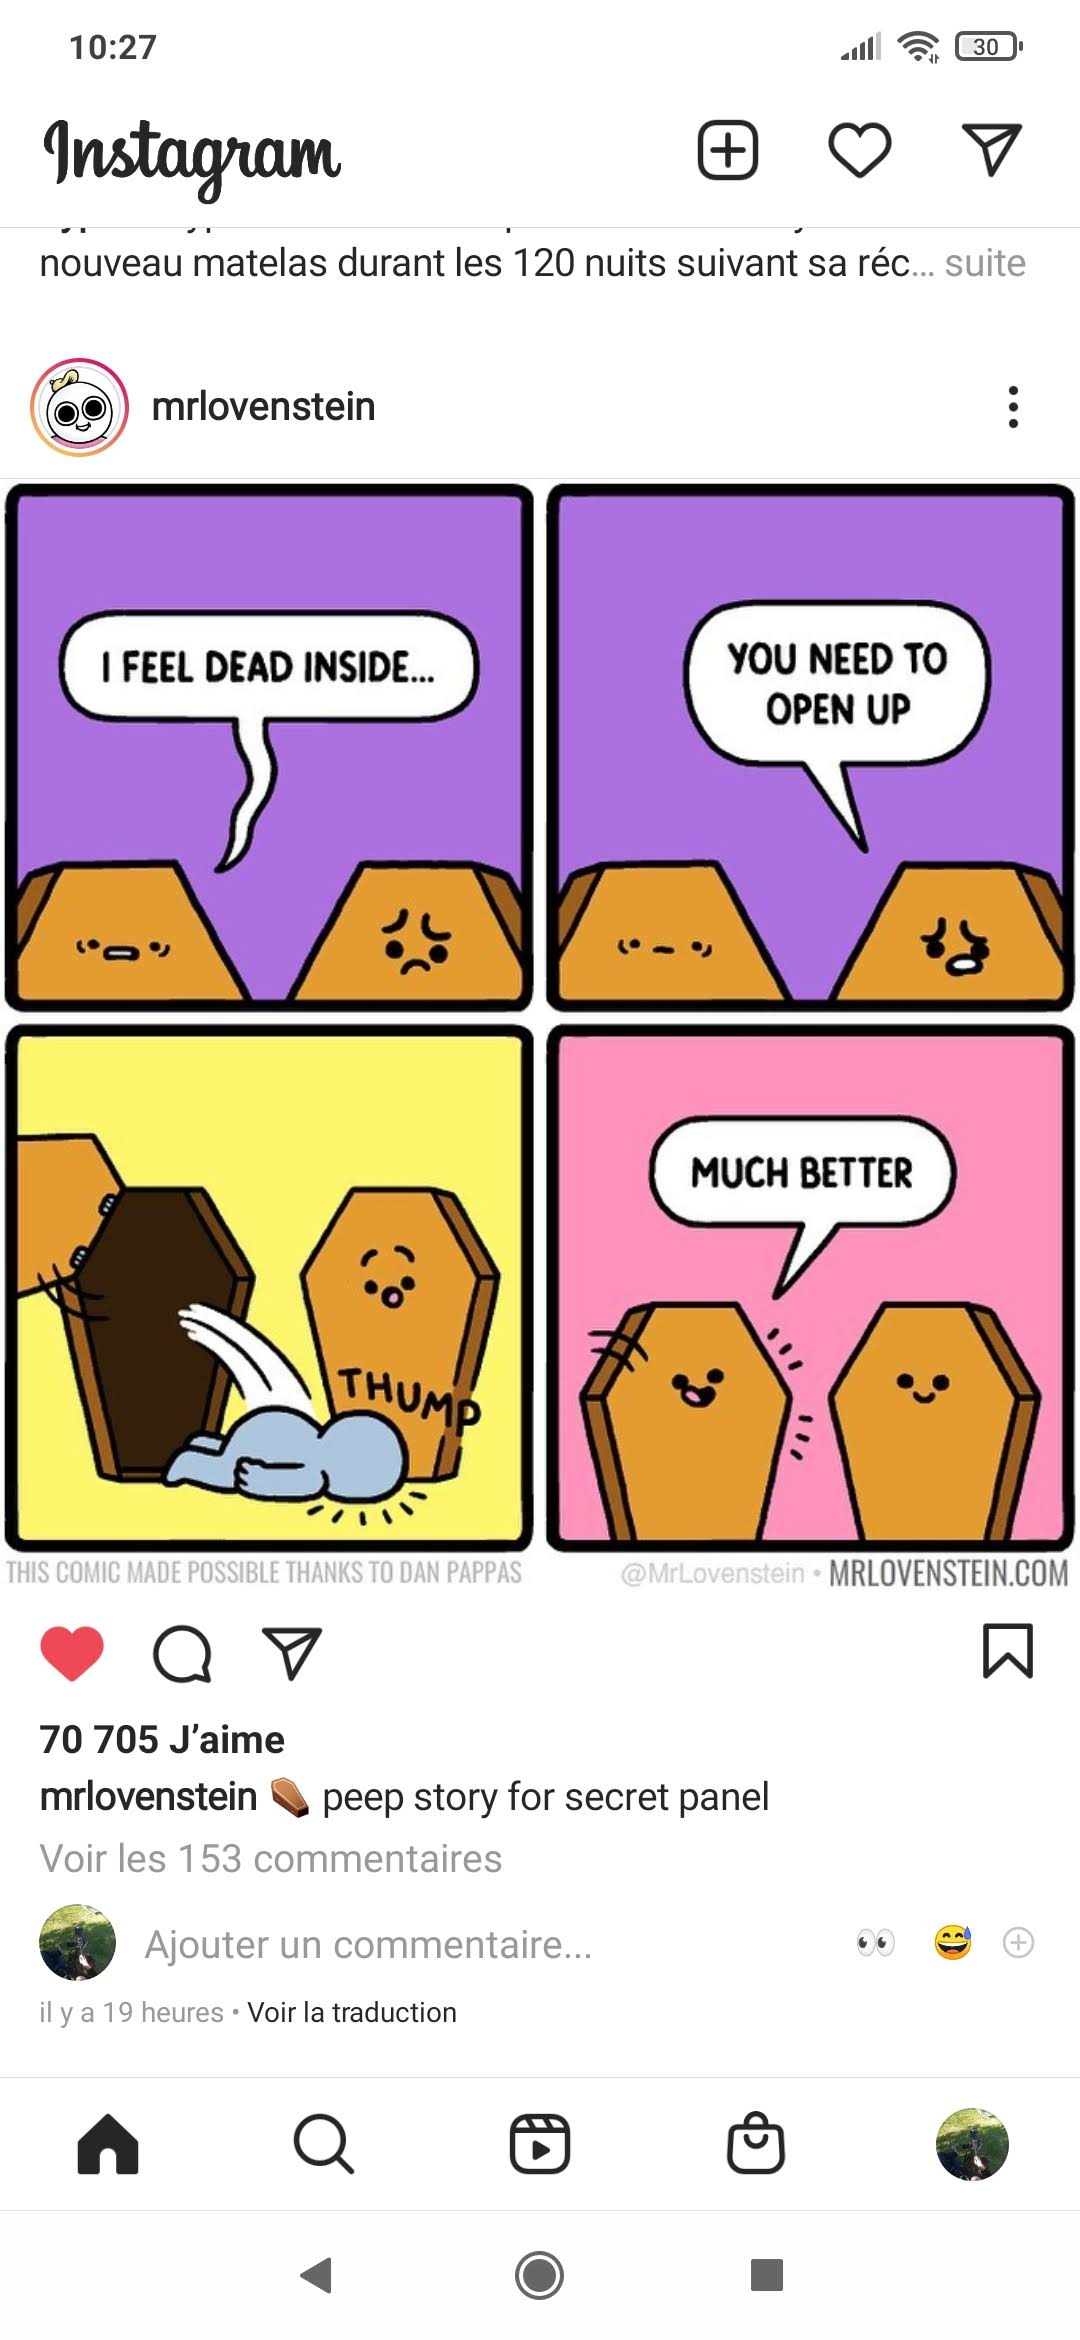 10:27
30
Instagram
nouveau matelas durant les 120 nuits suivant sa réc... suite
mrlovenstein
I FEEL DEAD INSIDE...
YOU NEED TO
OPEN UP
THUMP
MUCH BETTER
THIS COMIC MADE POSSIBLE THANKS TO DAN PAPPAS
@MrLovenstein • MRLOVENSTEIN.COM
70 705 J’aime
mrlovenstein ⚰️ peep story for secret panel
Voir les 153 commentaires
Ajouter un commentaire...
il y a 19 heures • Voir la traduction